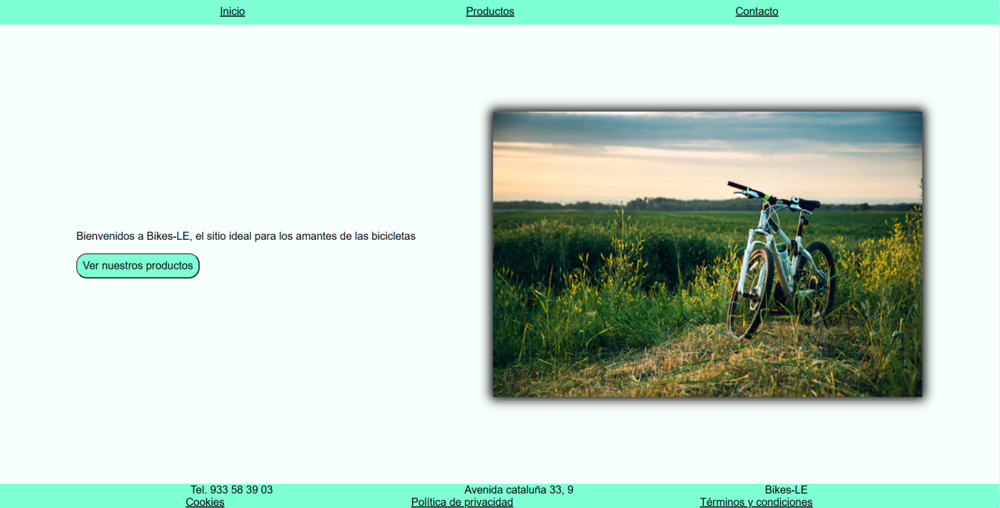 Inicio Productos Contacto
Bienvenidos a Bikes-LE, el sitio ideal para los amantes de las bicicletas
Ver nuestros productos
Tel. 933 58 39 03 Avenida cataluña 33, 9 Bikes-LE
Cookies Política de privacidad Términos y condiciones